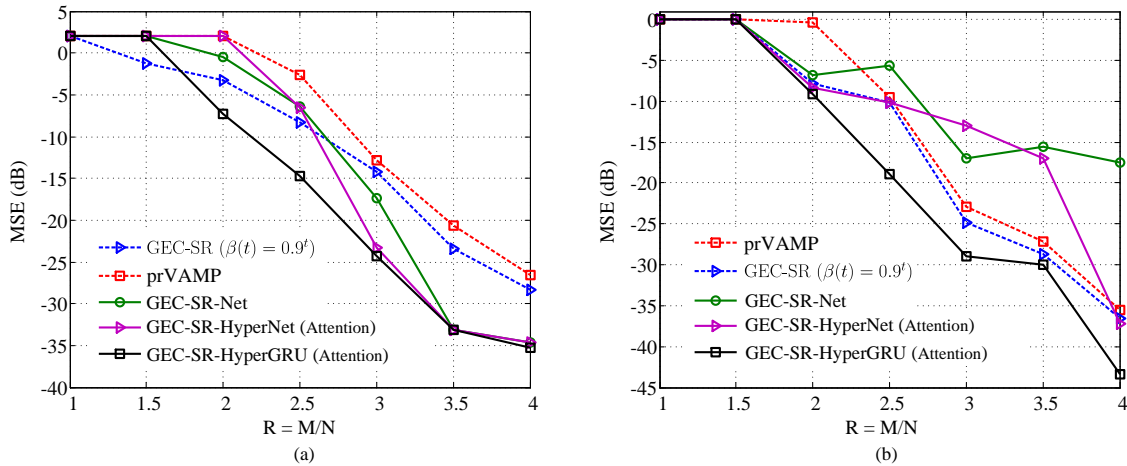 5
0
-5
-10
-15
-20
-25
-30
-35
-40
MSE (dB)
GEC-SR (β(t) = 0.9^t)
prVAMP
GEC-SR-Net
GEC-SR-HyperNet (Attention)
GEC-SR-HyperGRU (Attention)
1 1.5 2 2.5 3 3.5 4
R = M/N
(a)
0
-5
-10
-15
-20
-25
-30
-35
-40
-45
MSE (dB)
prVAMP
GEC-SR (β(t) = 0.9^t)
GEC-SR-Net
GEC-SR-HyperNet (Attention)
GEC-SR-HyperGRU (Attention)
1 1.5 2 2.5 3 3.5 4
R = M/N
(b)